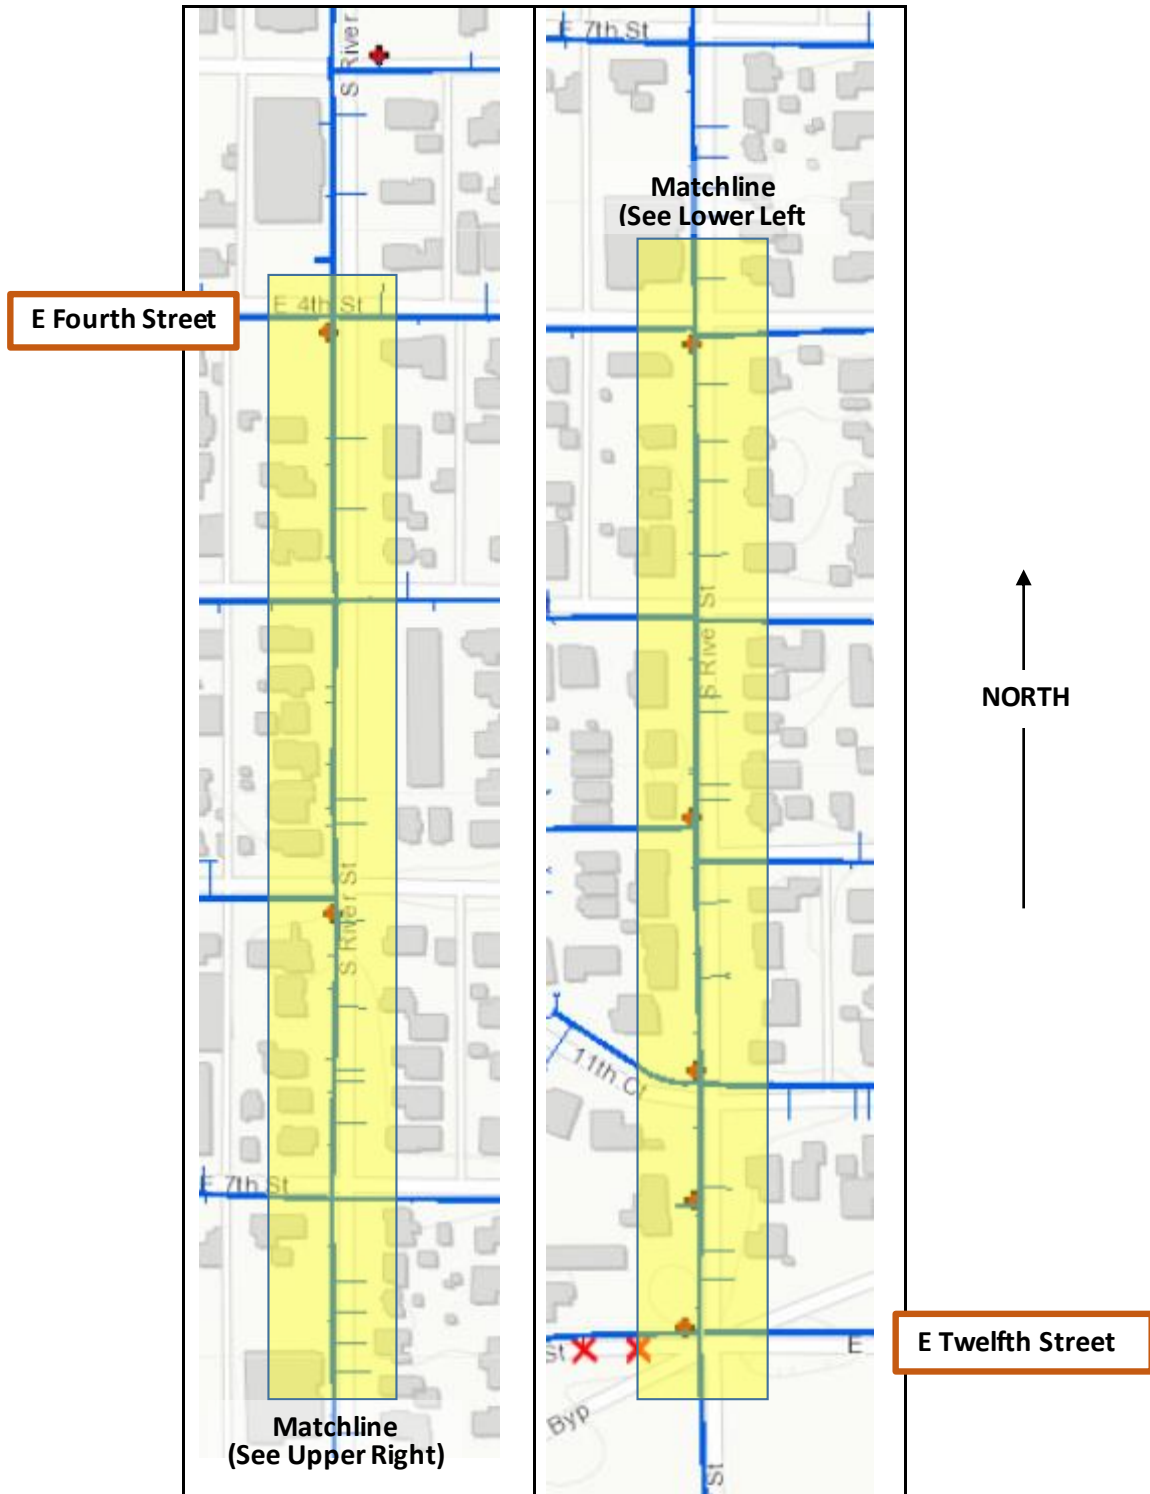 S River
E 7th St
Matchline
(See Lower Left
E 4th St
E Fourth Street
S River St
S River St
NORTH
11th Ct
E 7th St
E Twelfth Street
St
E
Byp
St
Matchline
(See Upper Right)